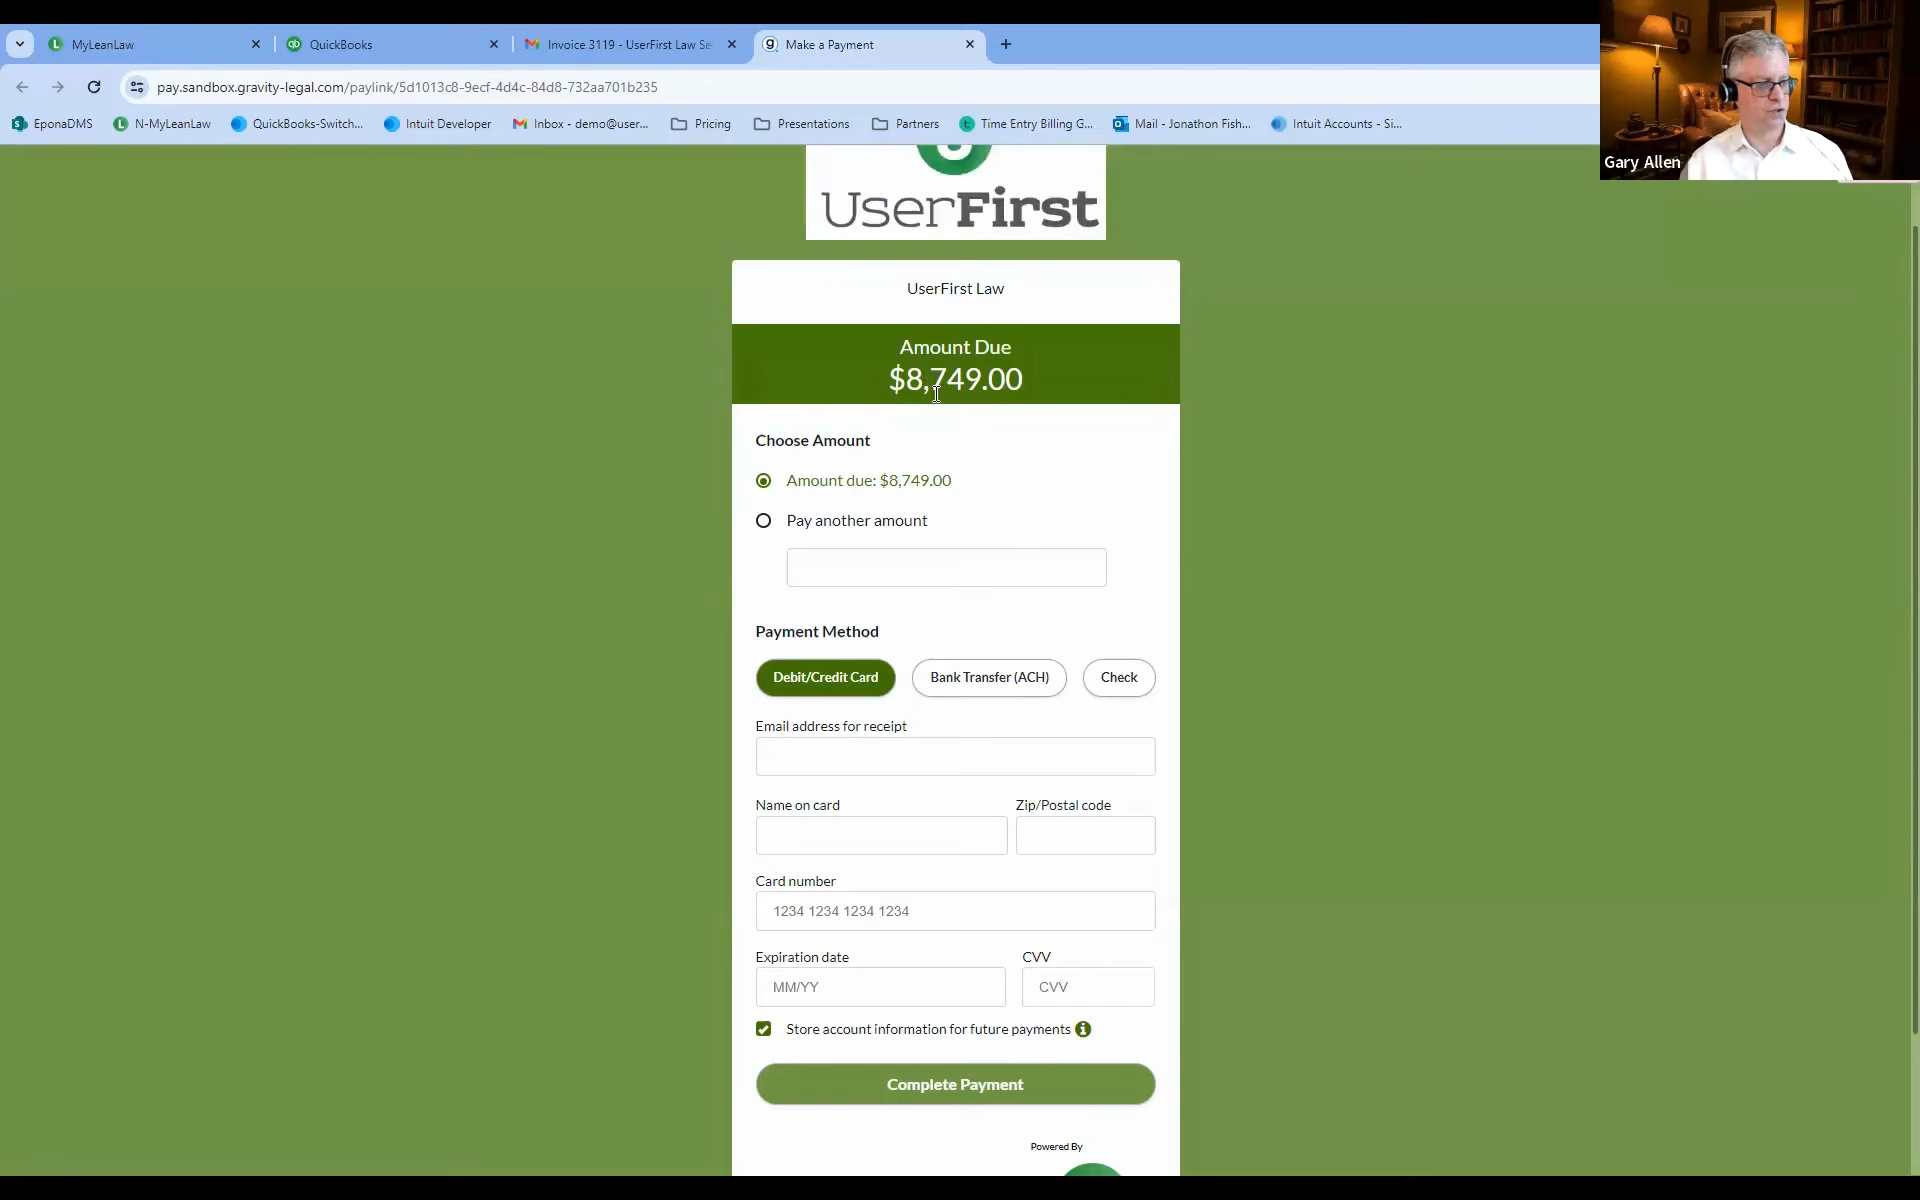 MyLeanLaw
QuickBooks
Invoice 3119 - UserFirst Law Se
Make a Payment
pay.sandbox.gravity-legal.com/paylink/5d1013c8-9ecf-4d4c-84d8-732aa701b235
EponaDMS
N-MyLeanLaw
QuickBooks-Switch...
Intuit Developer
Inbox - demo@user...
Pricing
Presentations
Partners
Time Entry Billing G...
Mail - Jonathon Fish...
Intuit Accounts - Si...
Gary Allen
UserFirst
UserFirst Law
Amount Due
$8,749.00
Choose Amount
Amount due: $8,749.00
Pay another amount
Payment Method
Debit/Credit Card
Bank Transfer (ACH)
Check
Email address for receipt
Name on card
Zip/Postal code
Card number
1234 1234 1234 1234
Expiration date
CVV
MM/YY
CVV
Store account information for future payments
Complete Payment
Powered By